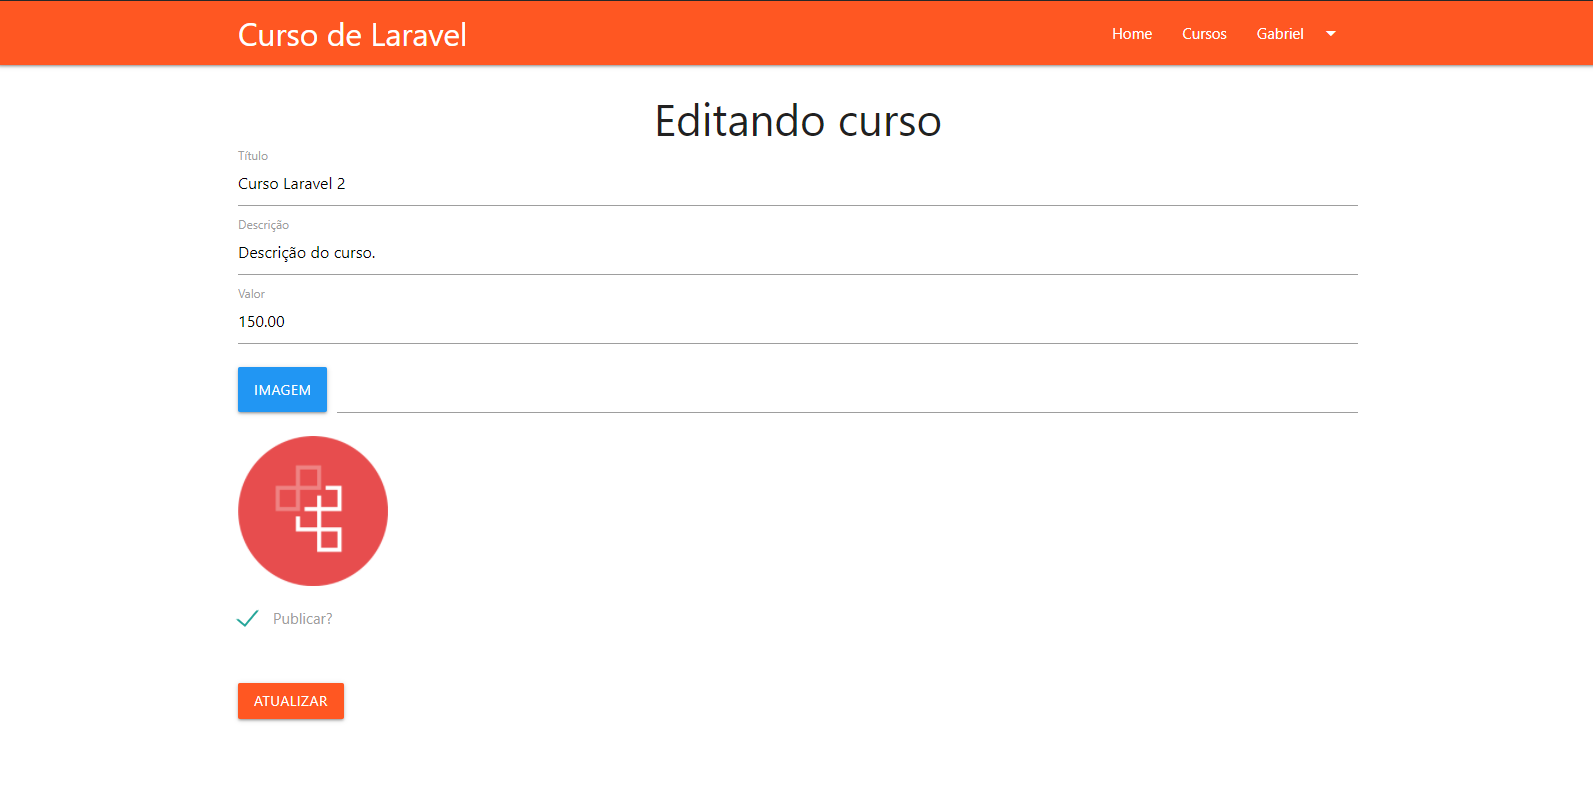 Curso de Laravel
Home
Cursos
Gabriel
Editando curso
Título
Curso Laravel 2
Descrição
Descrição do curso.
Valor
150.00
IMAGEM
Publicar?
ATUALIZAR